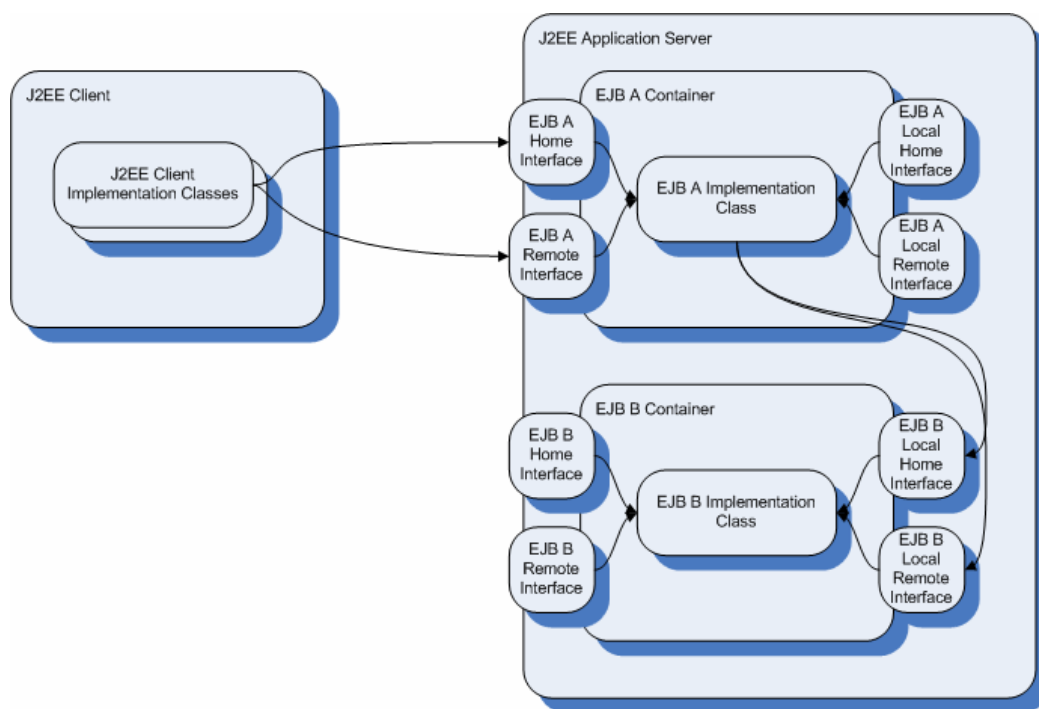 J2EE Application Server
J2EE Client
J2EE Client
Implementation Classes
EJB A Container
EJB A
Home
Interface
EJB A
Remote
Interface
EJB A Implementation
Class
EJB A
Local
Home
Interface
EJB A
Local
Remote
Interface
EJB B Container
EJB B
Home
Interface
EJB B
Remote
Interface
EJB B Implementation
Class
EJB B
Local
Home
Interface
EJB B
Local
Remote
Interface